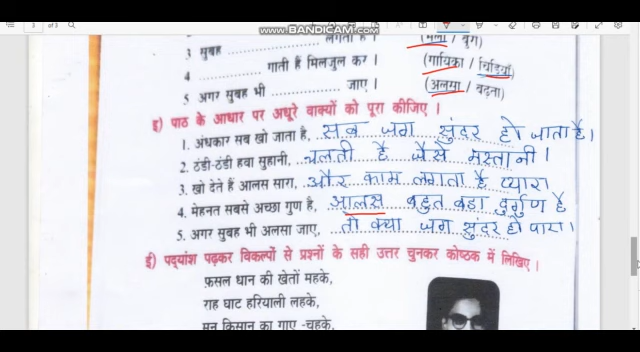 WWW.BANDICAM.COM
3 सुबह .................. लगता है। (भला / बुरा)
4 .................. गाती हैं मिलजुल कर। (गायिका / चिड़ियाँ)
5 अगर सुबह भी .................. जाए। (अलसा / बढ़ता)
इ) पाठ के आधार पर अधूरे वाक्यों को पूरा कीजिए।
1. अंधकार सब खो जाता है, सब जग सुंदर हो जाता है।
2. ठंडी-ठंडी हवा सुहानी, चलती है जैसे मस्तानी।
3. खो देते हैं आलस सारा, और काम लगता है प्यारा
4. मेहनत सबसे अच्छा गुण है, आलस बहुत बड़ा दुर्गुण है
5. अगर सुबह भी अलसा जाए, तो क्या जग सुंदर हो पारा।
ई) पद्यांश पढ़कर विकल्पों से प्रश्नों के सही उत्तर चुनकर कोष्ठक में लिखिए।
फ़सल धान की खेतों महके,
राह घाट हरियाली लहके,
मन किसान का गाए -चहके,